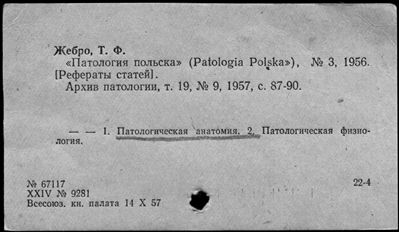 Жебро, Т. Ф.
«Патология польска» (Patologia Polska»), № 3, 1956.
[Рефераты статей].
Архив патологии, т. 19, № 9, 1957, с. 87-90.
— — 1. Патологическая анатомия. 2. Патологическая физио-
логия.
№ 67117
XXIV № 9281
22-4
Всесоюз. кн. палата 14 X 57